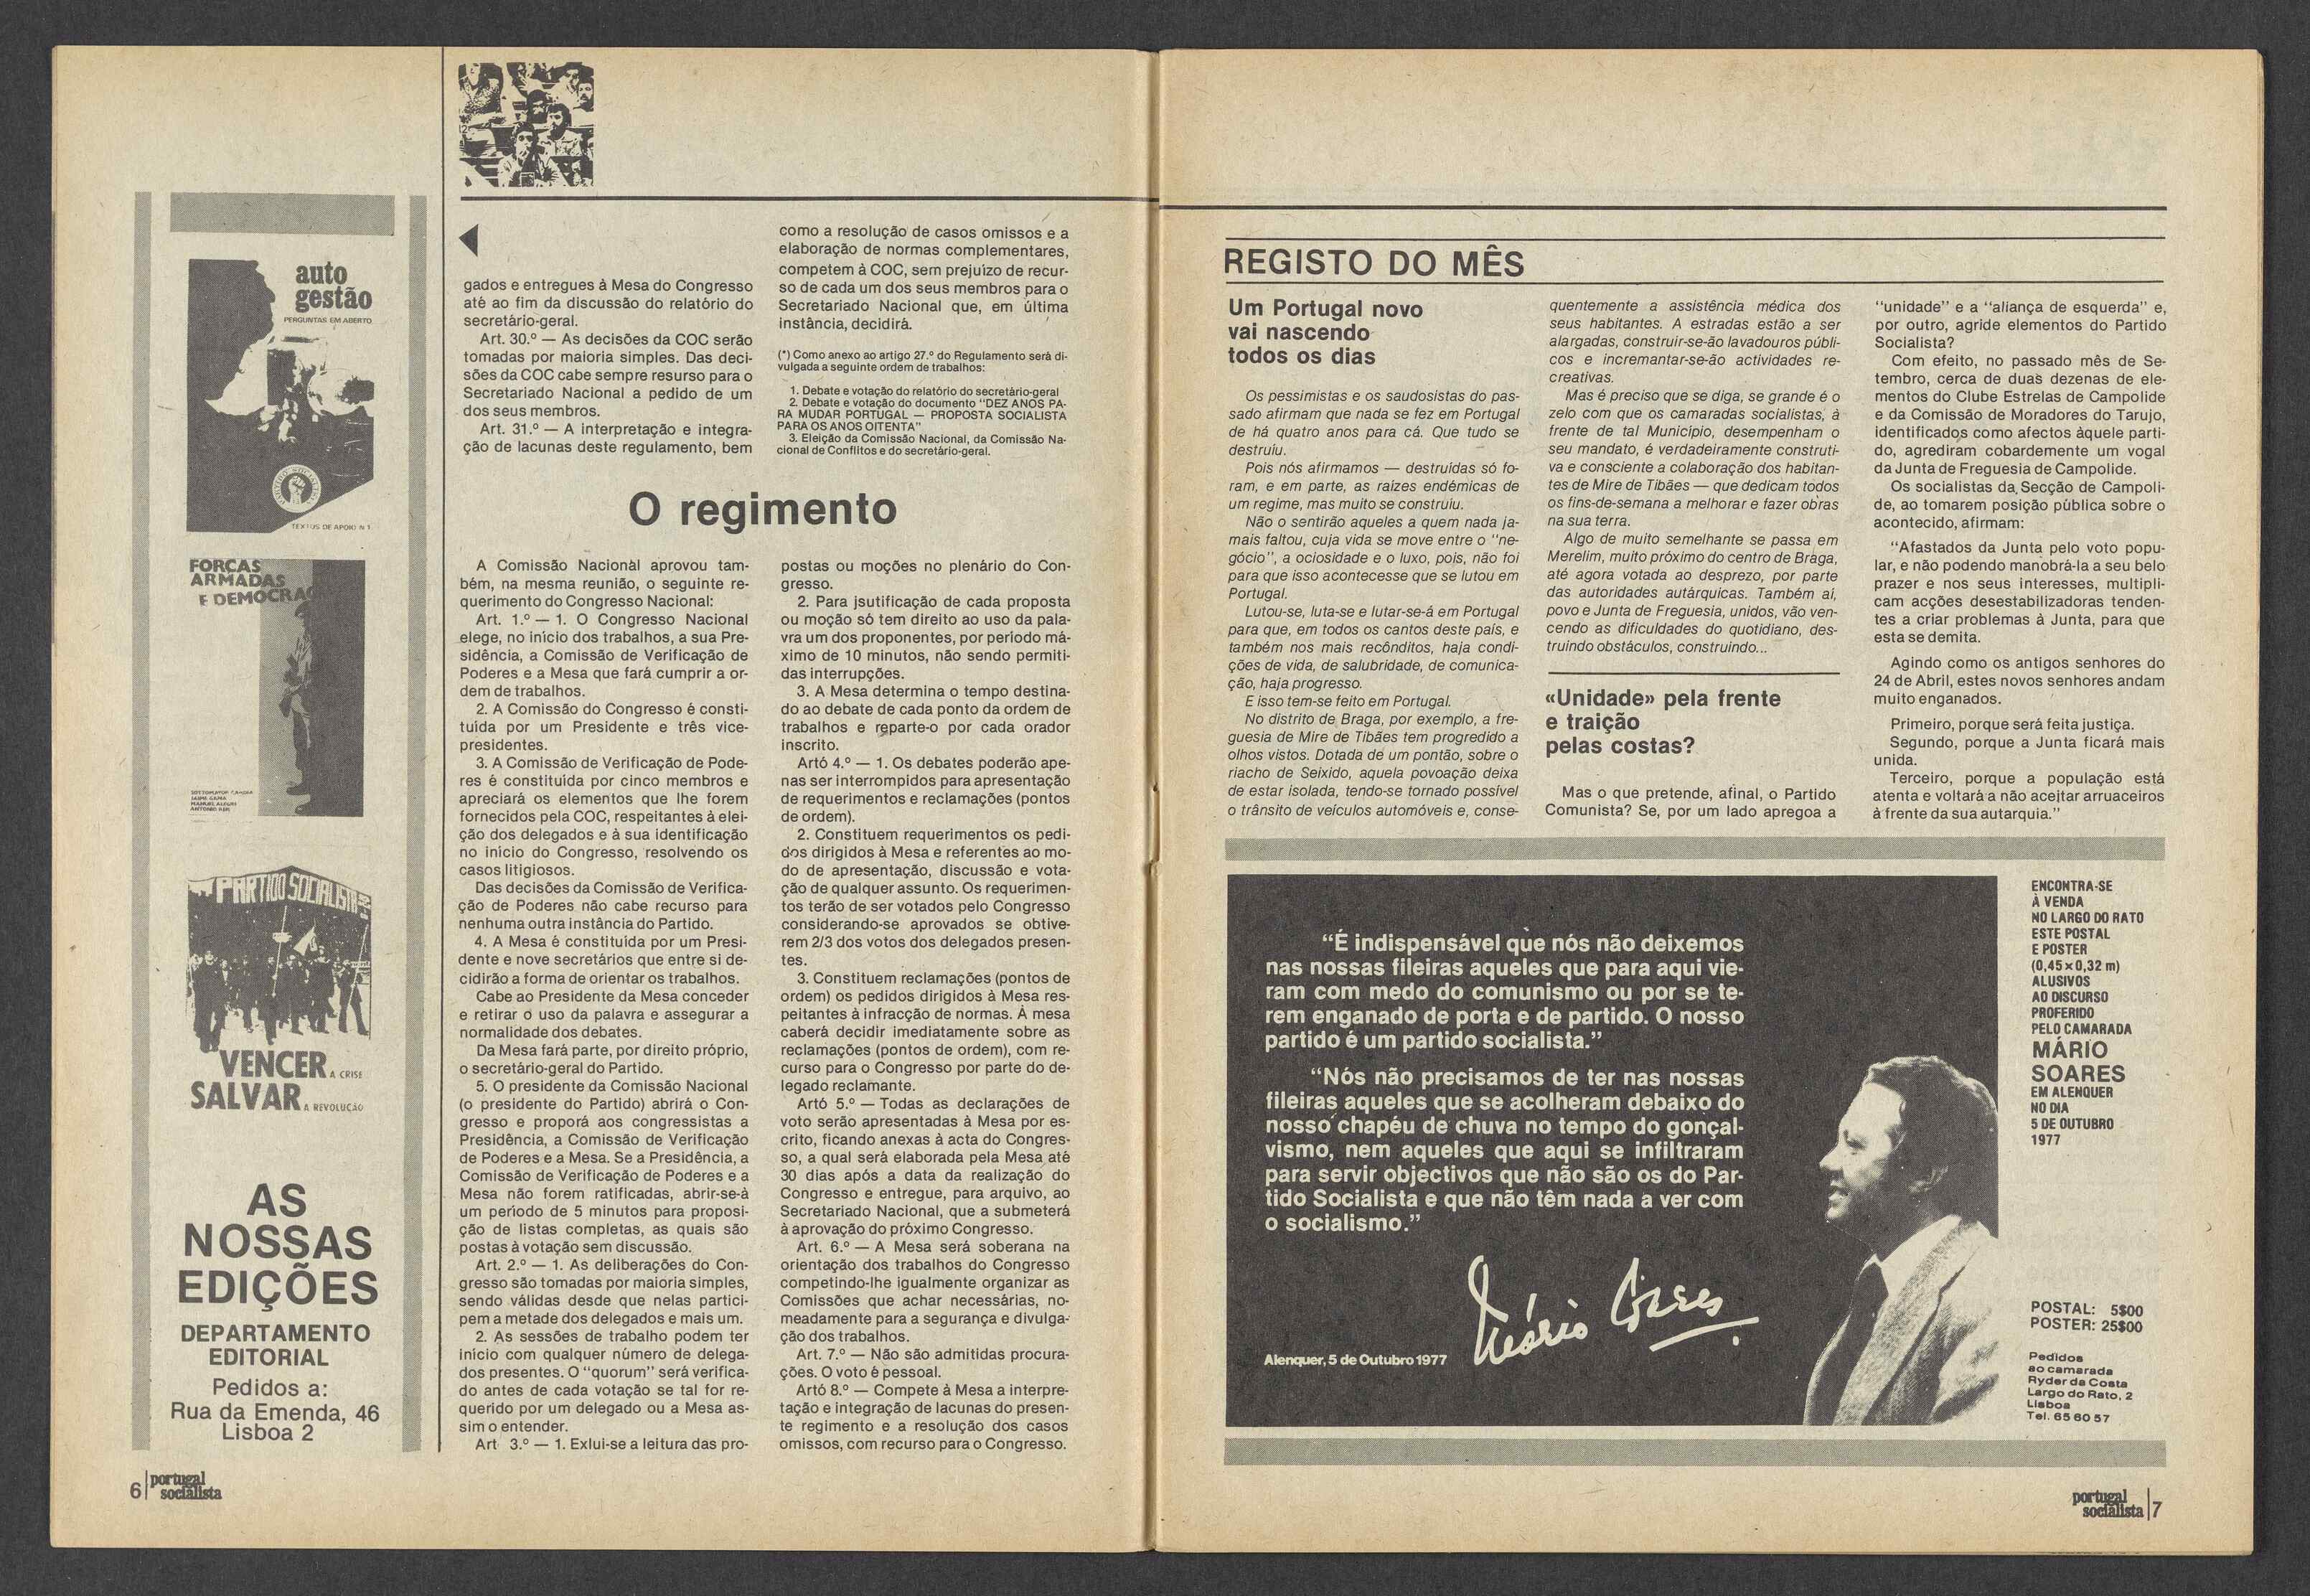 auto
gestão
PERGUNTAS EM ABERTO
TEXTOS DE APOIO N 1
FORÇAS
ARMADAS
E DEMOCRAC
PARTIDO SOCIALISTA
VENCER A CRISE
SALVAR A REVOLUÇÃO
AS
NOSSAS
EDIÇÕES
DEPARTAMENTO
EDITORIAL
Pedidos a:
Rua da Emenda, 46
Lisboa 2
6 portugal
socialista
gados e entregues à Mesa do Congresso
até ao fim da discussão do relatório do
secretário-geral.
Art. 30.º — As decisões da COC serão
tomadas por maioria simples. Das deci-
sões da COC cabe sempre resurso para o
Secretariado Nacional a pedido de um
dos seus membros.
Art. 31.º — A interpretação e integra-
ção de lacunas deste regulamento, bem
como a resolução de casos omissos e a
elaboração de normas complementares,
competem à COC, sem prejuízo de recur-
so de cada um dos seus membros para o
Secretariado Nacional que, em última
instância, decidirá.
(*) Como anexo ao artigo 27.º do Regulamento será di-
vulgada a seguinte ordem de trabalhos:
1. Debate e votação do relatório do secretário-geral
2. Debate e votação do documento "DEZ ANOS PA-
RA MUDAR PORTUGAL — PROPOSTA SOCIALISTA
PARA OS ANOS OITENTA"
3. Eleição da Comissão Nacional, da Comissão Na-
cional de Conflitos e do secretário-geral.
O regimento
A Comissão Nacional aprovou tam-
bém, na mesma reunião, o seguinte re-
querimento do Congresso Nacional:
Art. 1.º — 1. O Congresso Nacional
elege, no início dos trabalhos, a sua Pre-
sidência, a Comissão de Verificação de
Poderes e a Mesa que fará cumprir a or-
dem de trabalhos.
2. A Comissão do Congresso é consti-
tuída por um Presidente e três vice-
presidentes.
3. A Comissão de Verificação de Pode-
res é constituída por cinco membros e
apreciará os elementos que lhe forem
fornecidos pela COC, respeitantes à elei-
ção dos delegados e à sua identificação
no início do Congresso, resolvendo os
casos litigiosos.
Das decisões da Comissão de Verifica-
ção de Poderes não cabe recurso para
nenhuma outra instância do Partido.
4. A Mesa é constituída por um Presi-
dente e nove secretários que entre si de-
cidirão a forma de orientar os trabalhos.
Cabe ao Presidente da Mesa conceder
e retirar o uso da palavra e assegurar a
normalidade dos debates.
Da Mesa fará parte, por direito próprio,
o secretário-geral do Partido.
5. O presidente da Comissão Nacional
(o presidente do Partido) abrirá o Con-
gresso e proporá aos congressistas a
Presidência, a Comissão de Verificação
de Poderes e a Mesa. Se a Presidência, a
Comissão de Verificação de Poderes e a
Mesa não forem ratificadas, abrir-se-à
um período de 5 minutos para proposi-
ção de listas completas, as quais são
postas à votação sem discussão.
Art. 2.º — 1. As deliberações do Con-
gresso são tomadas por maioria simples,
sendo válidas desde que nelas partici-
pem a metade dos delegados e mais um.
2. As sessões de trabalho podem ter
início com qualquer número de delega-
dos presentes. O "quorum" será verifica-
do antes de cada votação se tal for re-
querido por um delegado ou a Mesa as-
sim o entender.
Art 3.º — 1. Exlui-se a leitura das pro-
postas ou moções no plenário do Con-
gresso.
2. Para jsutificação de cada proposta
ou moção só tem direito ao uso da pala-
vra um dos proponentes, por período má-
ximo de 10 minutos, não sendo permiti-
das interrupções.
3. A Mesa determina o tempo destina-
do ao debate de cada ponto da ordem de
trabalhos e reparte-o por cada orador
inscrito.
Artó 4.º — 1. Os debates poderão ape-
nas ser interrompidos para apresentação
de requerimentos e reclamações (pontos
de ordem).
2. Constituem requerimentos os pedi-
dos dirigidos à Mesa e referentes ao mo-
do de apresentação, discussão e vota-
ção de qualquer assunto. Os requerimen-
tos terão de ser votados pelo Congresso
considerando-se aprovados se obtive-
rem 2/3 dos votos dos delegados presen-
tes.
3. Constituem reclamações (pontos de
ordem) os pedidos dirigidos à Mesa res-
peitantes à infracção de normas. À mesa
caberá decidir imediatamente sobre as
reclamações (pontos de ordem), com re-
curso para o Congresso por parte do de-
legado reclamante.
Artó 5.º — Todas as declarações de
voto serão apresentadas à Mesa por es-
crito, ficando anexas à acta do Congres-
so, a qual será elaborada pela Mesa até
30 dias após a data da realização do
Congresso e entregue, para arquivo, ao
Secretariado Nacional, que a submeterá
à aprovação do próximo Congresso.
Art. 6.º — A Mesa será soberana na
orientação dos trabalhos do Congresso
competindo-lhe igualmente organizar as
Comissões que achar necessárias, no-
meadamente para a segurança e divulga-
ção dos trabalhos.
Art. 7.º — Não são admitidas procura-
ções. O voto é pessoal.
Artó 8.º — Compete à Mesa a interpre-
tação e integração de lacunas do presen-
te regimento e a resolução dos casos
omissos, com recurso para o Congresso.
REGISTO DO MÊS
Um Portugal novo
vai nascendo
todos os dias
Os pessimistas e os saudosistas do pas-
sado afirmam que nada se fez em Portugal
de há quatro anos para cá. Que tudo se
destruiu.
Pois nós afirmamos — destruídas só fo-
ram, e em parte, as raízes endémicas de
um regime, mas muito se construiu.
Não o sentirão aqueles a quem nada ja-
mais faltou, cuja vida se move entre o "ne-
gócio", a ociosidade e o luxo, pois, não foi
para que isso acontecesse que se lutou em
Portugal.
Lutou-se, luta-se e lutar-se-á em Portugal
para que, em todos os cantos deste país, e
também nos mais recônditos, haja condi-
ções de vida, de salubridade, de comunica-
ção, haja progresso.
E isso tem-se feito em Portugal.
No distrito de Braga, por exemplo, a fre-
guesia de Mire de Tibães tem progredido a
olhos vistos. Dotada de um pontão, sobre o
riacho de Seixido, aquela povoação deixa
de estar isolada, tendo-se tornado possível
o trânsito de veículos automóveis e, conse-
quentemente a assistência médica dos
seus habitantes. A estradas estão a ser
alargadas, construir-se-ão lavadouros públi-
cos e incremantar-se-ão actividades re-
creativas.
Mas é preciso que se diga, se grande é o
zelo com que os camaradas socialistas, à
frente de tal Município, desempenham o
seu mandato, é verdadeiramente construti-
va e consciente a colaboração dos habitan-
tes de Mire de Tibães — que dedicam todos
os fins-de-semana a melhorar e fazer obras
na sua terra.
Algo de muito semelhante se passa em
Merelim, muito próximo do centro de Braga,
até agora votada ao desprezo, por parte
das autoridades autárquicas. Também aí,
povo e Junta de Freguesia, unidos, vão ven-
cendo as dificuldades do quotidiano, des-
truindo obstáculos, construindo...
«Unidade» pela frente
e traição
pelas costas?
Mas o que pretende, afinal, o Partido
Comunista? Se, por um lado apregoa a
"unidade" e a "aliança de esquerda" e,
por outro, agride elementos do Partido
Socialista?
Com efeito, no passado mês de Se-
tembro, cerca de duas dezenas de ele-
mentos do Clube Estrelas de Campolide
e da Comissão de Moradores do Tarujo,
identificados como afectos àquele parti-
do, agrediram cobardemente um vogal
da Junta de Freguesia de Campolide.
Os socialistas da Secção de Campoli-
de, ao tomarem posição pública sobre o
acontecido, afirmam:
"Afastados da Junta pelo voto popu-
lar, e não podendo manobrá-la a seu belo
prazer e nos seus interesses, multipli-
cam acções desestabilizadoras tenden-
tes a criar problemas à Junta, para que
esta se demita.
Agindo como os antigos senhores do
24 de Abril, estes novos senhores andam
muito enganados.
Primeiro, porque será feita justiça.
Segundo, porque a Junta ficará mais
unida.
Terceiro, porque a população está
atenta e voltará a não aceitar arruaceiros
à frente da sua autarquia."
"É indispensável que nós não deixemos
nas nossas fileiras aqueles que para aqui vie-
ram com medo do comunismo ou por se te-
rem enganado de porta e de partido. O nosso
partido é um partido socialista."
"Nós não precisamos de ter nas nossas
fileiras aqueles que se acolheram debaixo do
nosso chapéu de chuva no tempo do gonçal-
vismo, nem aqueles que aqui se infiltraram
para servir objectivos que não são os do Par-
tido Socialista e que não têm nada a ver com
o socialismo."
Mário Soares
Alenquer, 5 de Outubro 1977
ENCONTRA-SE
À VENDA
NO LARGO DO RATO
ESTE POSTAL
E POSTER
(0,45 x 0,32 m)
ALUSIVOS
AO DISCURSO
PROFERIDO
PELO CAMARADA
MÁRIO
SOARES
EM ALENQUER
NO DIA
5 DE OUTUBRO
1977
POSTAL: 5$00
POSTER: 25$00
Pedidos
ao camarada
Ryder da Costa
Largo do Rato, 2
Lisboa
Tel. 65 60 57
portugal
socialista 7